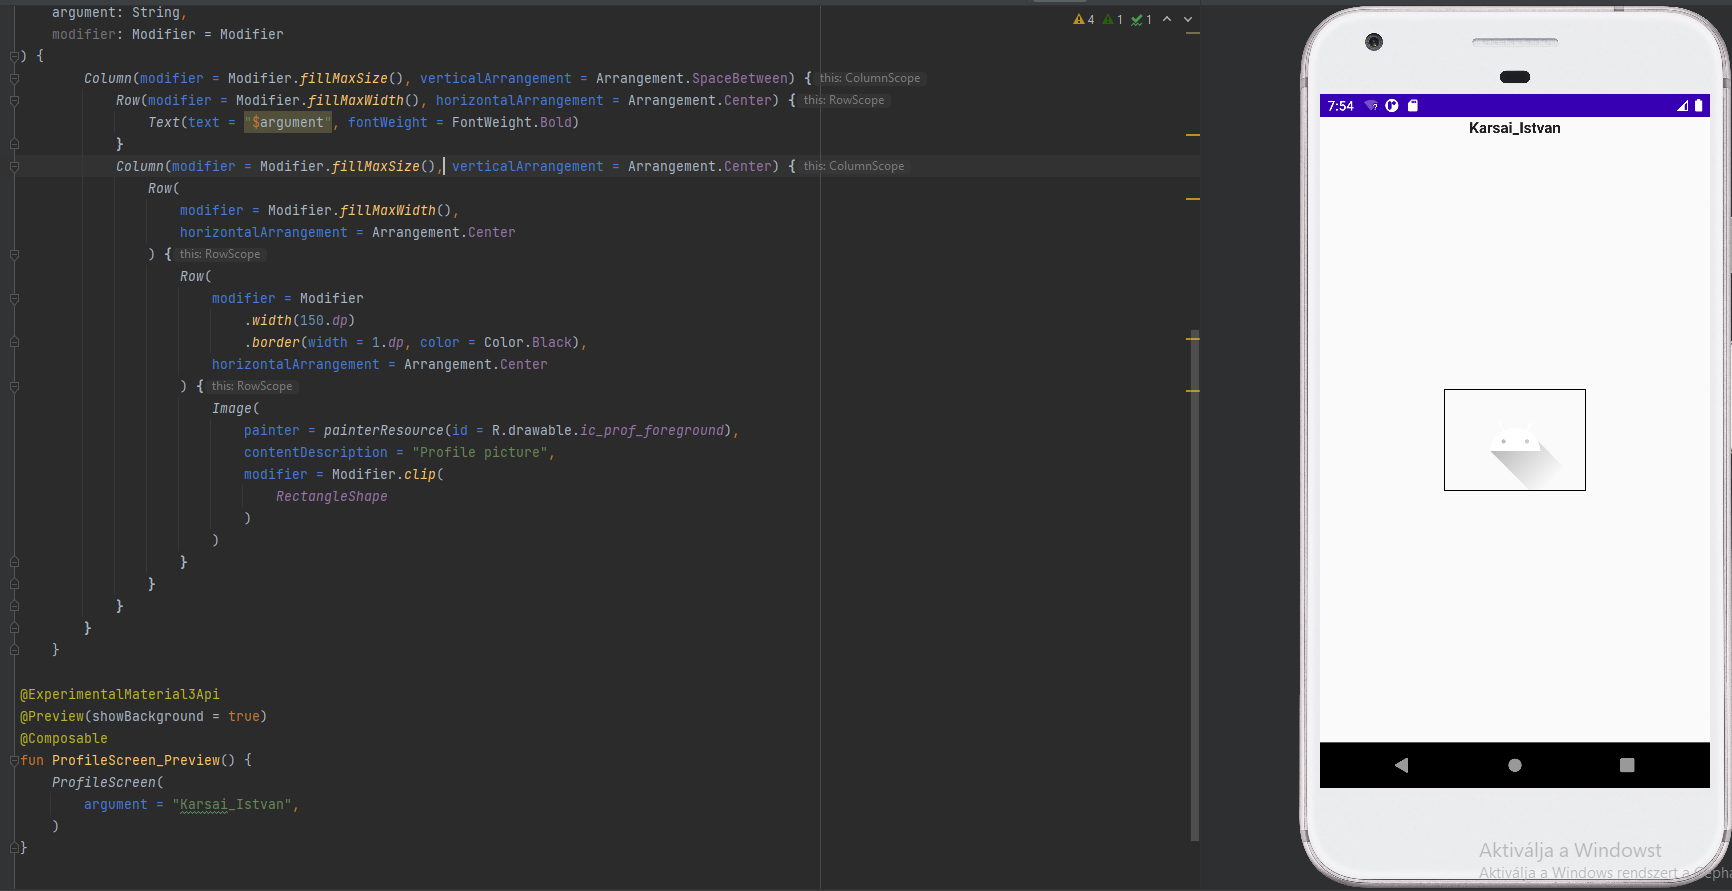 argument: String,
modifier: Modifier = Modifier
4 1 1
) {
Column(modifier = Modifier.fillMaxSize(), verticalArrangement = Arrangement.SpaceBetween) { this: ColumnScope
Row(modifier = Modifier.fillMaxWidth(), horizontalArrangement = Arrangement.Center) { this: RowScope
Text(text = "$argument", fontWeight = FontWeight.Bold)
}
Column(modifier = Modifier.fillMaxSize(), verticalArrangement = Arrangement.Center) { this: ColumnScope
Row(
modifier = Modifier.fillMaxWidth(),
horizontalArrangement = Arrangement.Center
) { this: RowScope
Row(
modifier = Modifier
.width(150.dp)
.border(width = 1.dp, color = Color.Black),
horizontalArrangement = Arrangement.Center
) { this: RowScope
Image(
painter = painterResource(id = R.drawable.ic_prof_foreground),
contentDescription = "Profile picture",
modifier = Modifier.clip(
RectangleShape
)
)
}
}
}
}
}
@ExperimentalMaterial3Api
@Preview(showBackground = true)
@Composable
fun ProfileScreen_Preview() {
ProfileScreen(
argument = "Karsai_Istvan",
)
}
7:54
Karsai_Istvan
Aktiválja a Windowst
Aktiválja a Windows rendszert a